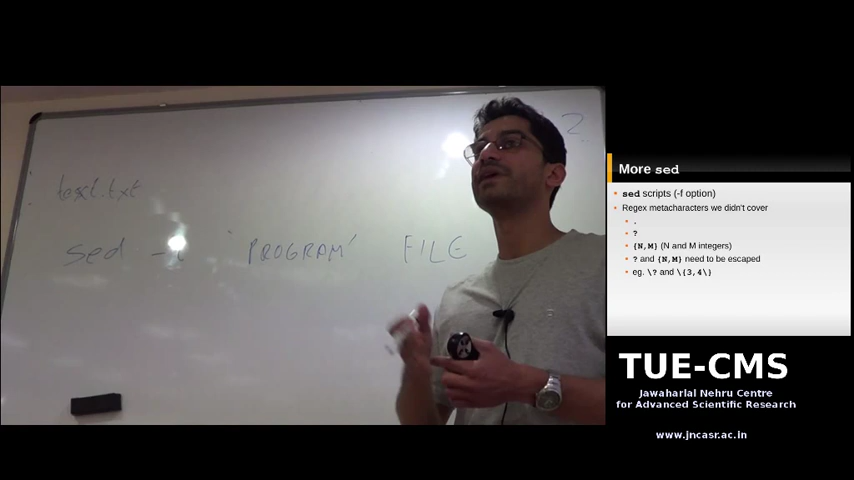 2
text.txt
sed -i 'PROGRAM' FILE
More sed
sed scripts (-f option)
Regex metacharacters we didn't cover
.
?
{N,M} (N and M integers)
? and {N,M} need to be escaped
eg. \? and \{3,4\}
TUE-CMS
Jawaharlal Nehru Centre
for Advanced Scientific Research
www.jncasr.ac.in